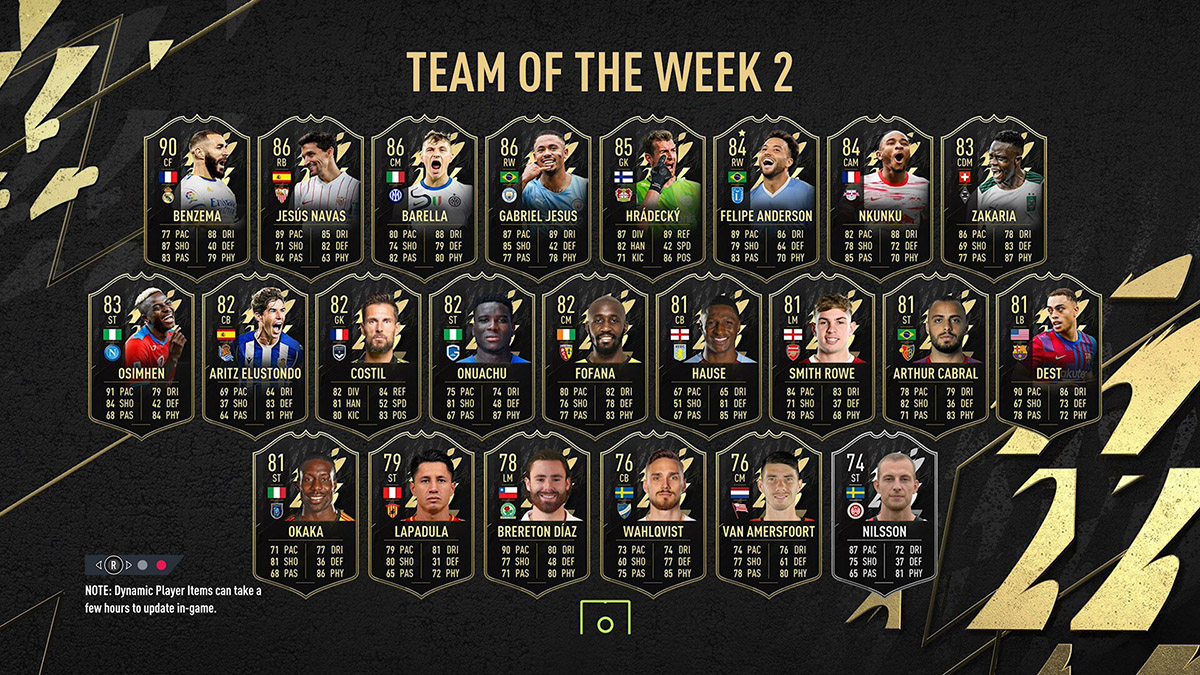 TEAM OF THE WEEK 2
90 CF BENZEMA
77 PAC 88 DRI
87 SHO 40 DEF
83 PAS 79 PHY
86 RB JESÚS NAVAS
89 PAC 85 DRI
71 SHO 82 DEF
84 PAS 63 PHY
86 CM BARELLA
80 PAC 88 DRI
74 SHO 79 DEF
82 PAS 80 PHY
86 RW GABRIEL JESUS
87 PAC 89 DRI
85 SHO 42 DEF
77 PAS 78 PHY
85 GK HRÁDECKÝ
87 DIV 89 REF
82 HAN 42 SPD
71 KIC 86 POS
84 RW FELIPE ANDERSON
89 PAC 86 DRI
79 SHO 64 DEF
83 PAS 70 PHY
84 CAM NKUNKU
82 PAC 88 DRI
78 SHO 72 DEF
85 PAS 70 PHY
83 CDM ZAKARIA
86 PAC 78 DRI
69 SHO 83 DEF
77 PAS 87 PHY
83 ST OSIMHEN
91 PAC 79 DRI
84 SHO 42 DEF
68 PAS 84 PHY
82 CB ARITZ ELUSTONDO
69 PAC 64 DRI
37 SHO 83 DEF
64 PAS 81 PHY
82 GK COSTIL
82 DIV 84 REF
81 HAN 52 SPD
80 KIC 83 POS
82 ST ONUACHU
75 PAC 74 DRI
81 SHO 48 DEF
67 PAS 87 PHY
82 CM FOFANA
80 PAC 82 DRI
76 SHO 78 DEF
77 PAS 83 PHY
81 CB HAUSE
67 PAC 65 DRI
51 SHO 81 DEF
67 PAS 85 PHY
81 LM SMITH ROWE
84 PAC 83 DRI
71 SHO 37 DEF
78 PAS 68 PHY
81 ST ARTHUR CABRAL
78 PAC 79 DRI
82 SHO 36 DEF
71 PAS 83 PHY
81 LB DEST
90 PAC 86 DRI
67 SHO 73 DEF
78 PAS 72 PHY
81 ST OKAKA
71 PAC 77 DRI
81 SHO 36 DEF
68 PAS 86 PHY
79 ST LAPADULA
79 PAC 81 DRI
80 SHO 31 DEF
65 PAS 72 PHY
78 LM BRERETON DÍAZ
90 PAC 80 DRI
77 SHO 48 DEF
71 PAS 80 PHY
76 CB WAHLQVIST
73 PAC 74 DRI
60 SHO 77 DEF
75 PAS 85 PHY
76 CM VAN AMERSFOORT
74 PAC 76 DRI
77 SHO 61 DEF
78 PAS 80 PHY
74 ST NILSSON
87 PAC 72 DRI
75 SHO 37 DEF
65 PAS 81 PHY
R
NOTE: Dynamic Player Items can take a
few hours to update in-game.
22